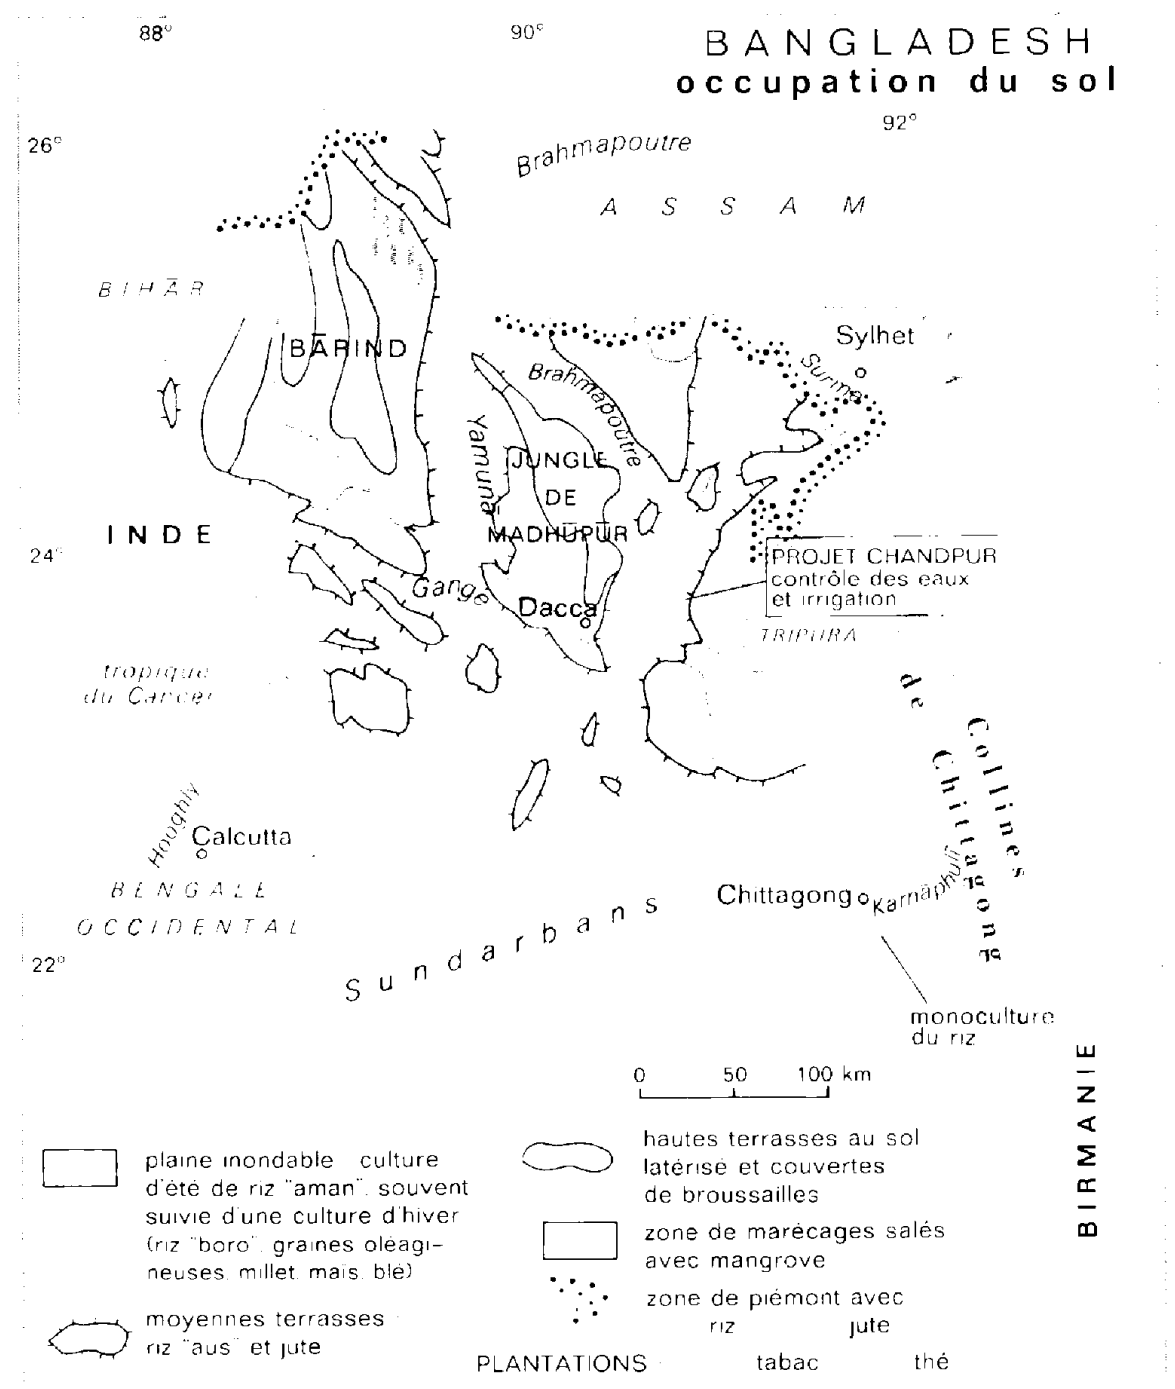 88°
90°
BANGLADESH
occupation du sol
92°
26°
Brahmapoutre
ASSAM
BIHĀR
Sylhet
BĀRIND
Surma
Brahmapoutre
Yamunā
JUNGLE
DE
MADHŪPŪR
INDE
24°
PROJET CHANDPUR
contrôle des eaux
et irrigation
Gange
Dacca
TRIPURA
tropique
du Cancer
Collines
de Chittagong
Houghly
Calcutta
BENGALE
OCCIDENTAL
Chittagong
Karnāphuli
Sundarbans
22°
monoculture
du riz
BIRMANIE
0 50 100 km
plaine inondable culture
d'été de riz "aman", souvent
suivie d'une culture d'hiver
(riz "boro", graines oléagi-
neuses, millet, maïs, blé)
moyennes terrasses
riz "aus" et jute
hautes terrasses au sol
latérisé et couvertes
de broussailles
zone de marécages salés
avec mangrove
zone de piémont avec
riz jute
PLANTATIONS tabac thé